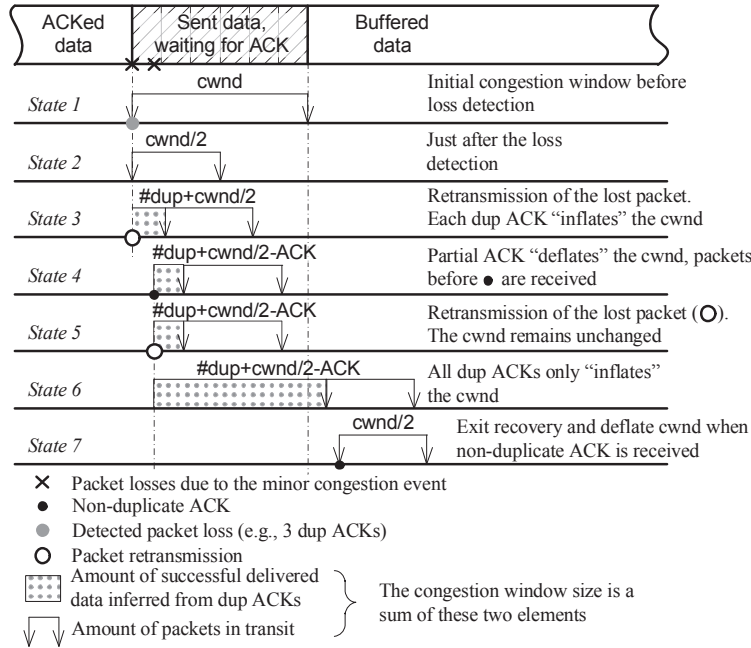 ACKed data
Sent data, waiting for ACK
Buffered data
State 1
cwnd
Initial congestion window before
loss detection
State 2
cwnd/2
Just after the loss
detection
State 3
#dup+cwnd/2
Retransmission of the lost packet.
Each dup ACK “inflates” the cwnd
State 4
#dup+cwnd/2-ACK
Partial ACK “deflates” the cwnd, packets
before ● are received
State 5
#dup+cwnd/2-ACK
Retransmission of the lost packet (O).
The cwnd remains unchanged
State 6
#dup+cwnd/2-ACK
All dup ACKs only “inflates”
the cwnd
State 7
cwnd/2
Exit recovery and deflate cwnd when
non-duplicate ACK is received
Packet losses due to the minor congestion event
Non-duplicate ACK
Detected packet loss (e.g., 3 dup ACKs)
Packet retransmission
Amount of successful delivered
data inferred from dup ACKs
Amount of packets in transit
The congestion window size is a
sum of these two elements